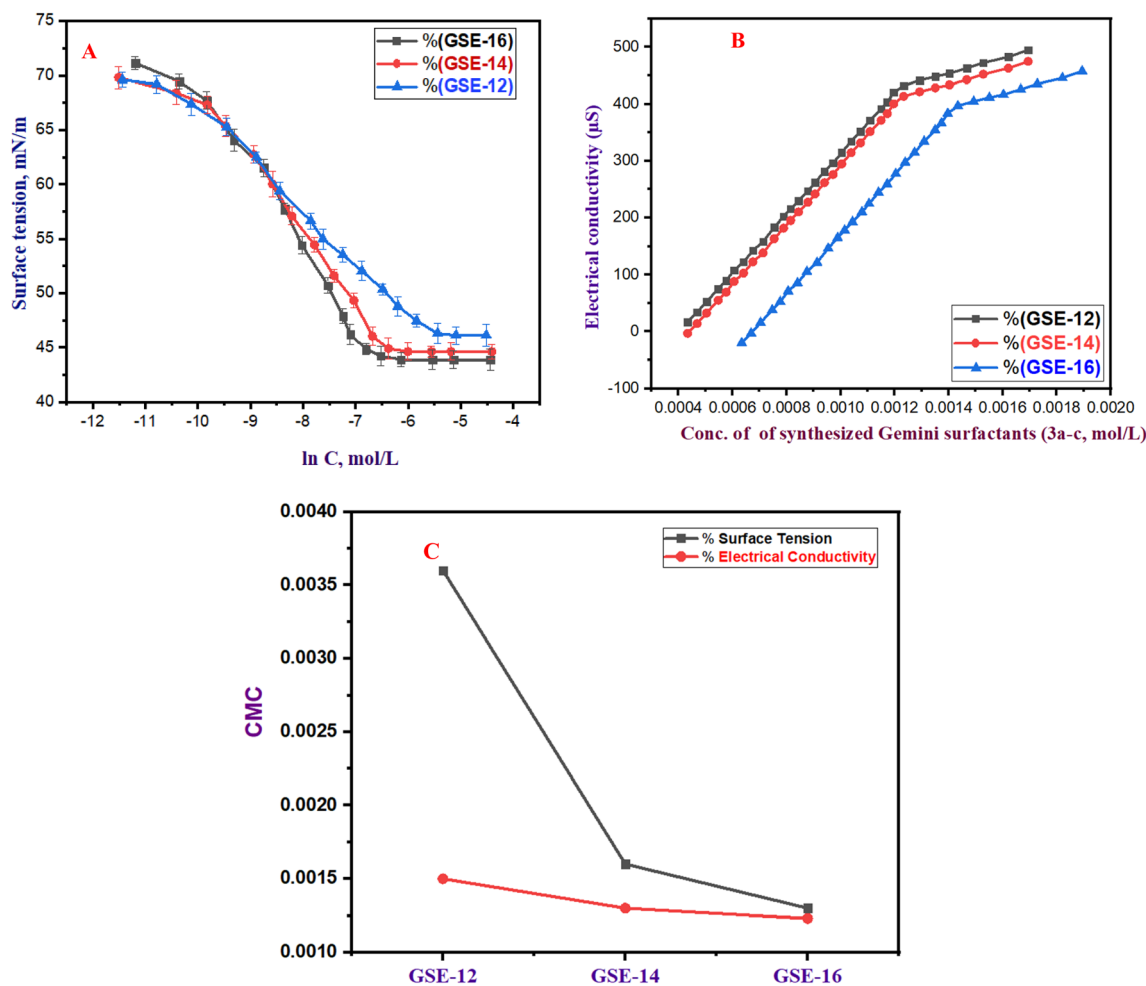 A
%(GSE-16)
%(GSE-14)
%(GSE-12)
75
70
65
60
55
50
45
40
Surface tension, mN/m
-12 -11 -10 -9 -8 -7 -6 -5 -4
ln C, mol/L
B
500
400
300
200
100
0
-100
Electrical conductivity (µS)
%(GSE-12)
%(GSE-14)
%(GSE-16)
0.0004 0.0006 0.0008 0.0010 0.0012 0.0014 0.0016 0.0018 0.0020
Conc. of of synthesized Gemini surfactants (3a-c, mol/L)
C
% Surface Tension
% Electrical Conductivity
0.0040
0.0035
0.0030
0.0025
0.0020
0.0015
0.0010
CMC
GSE-12 GSE-14 GSE-16